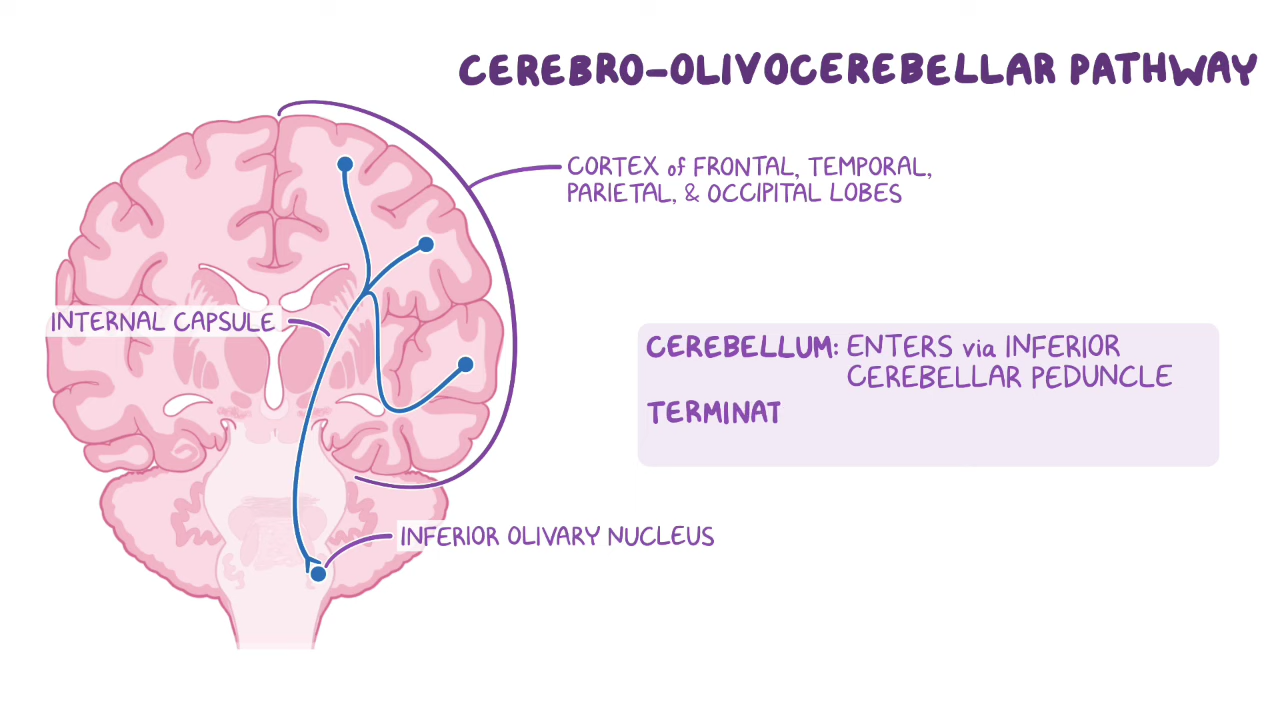 CEREBRO-OLIVOCEREBELLAR PATHWAY
CORTEX of FRONTAL, TEMPORAL,
PARIETAL, & OCCIPITAL LOBES
INTERNAL CAPSULE
CEREBELLUM: ENTERS via INFERIOR
CEREBELLAR PEDUNCLE
TERMINAT
INFERIOR OLIVARY NUCLEUS